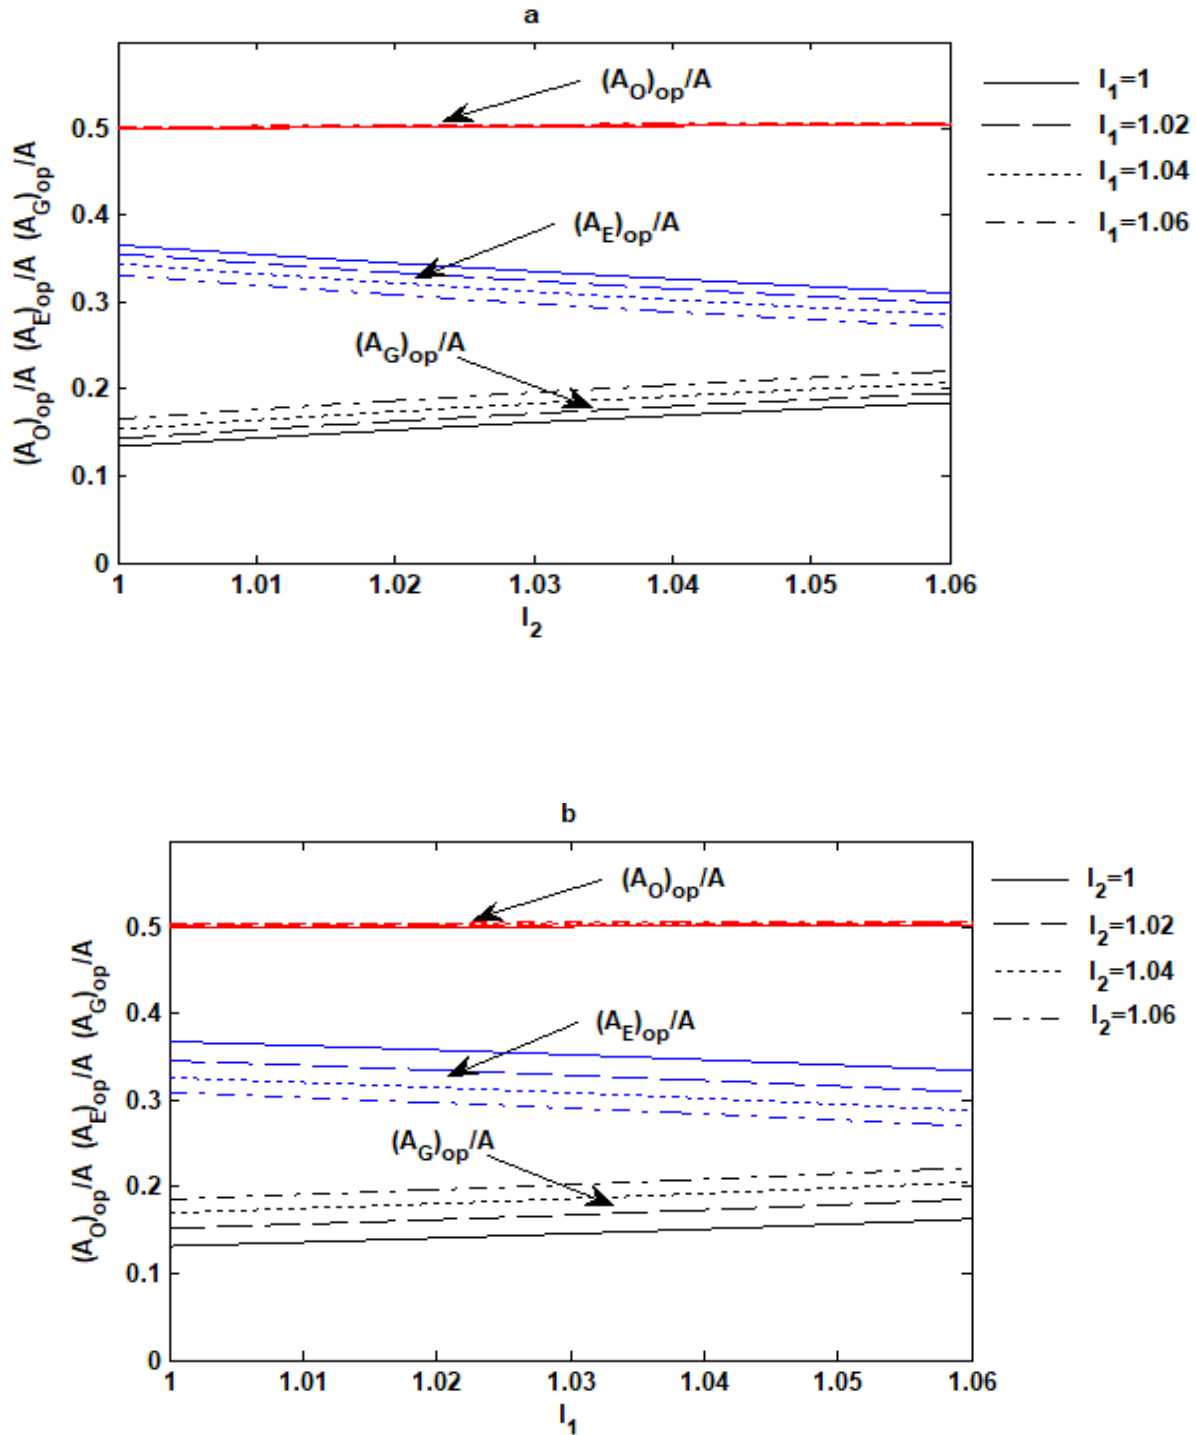 a
(A_O)_op/A
I_1=1
0.5
I_1=1.02
I_1=1.04
0.4
(A_E)_op/A
I_1=1.06
0.3
(A_G)_op/A
0.2
0.1
0
(A_O)_op/A (A_E)_op/A (A_G)_op/A
1 1.01 1.02 1.03 1.04 1.05 1.06
I_2
b
(A_O)_op/A
I_2=1
0.5
I_2=1.02
I_2=1.04
0.4
(A_E)_op/A
I_2=1.06
0.3
(A_G)_op/A
0.2
0.1
0
(A_O)_op/A (A_E)_op/A (A_G)_op/A
1 1.01 1.02 1.03 1.04 1.05 1.06
I_1